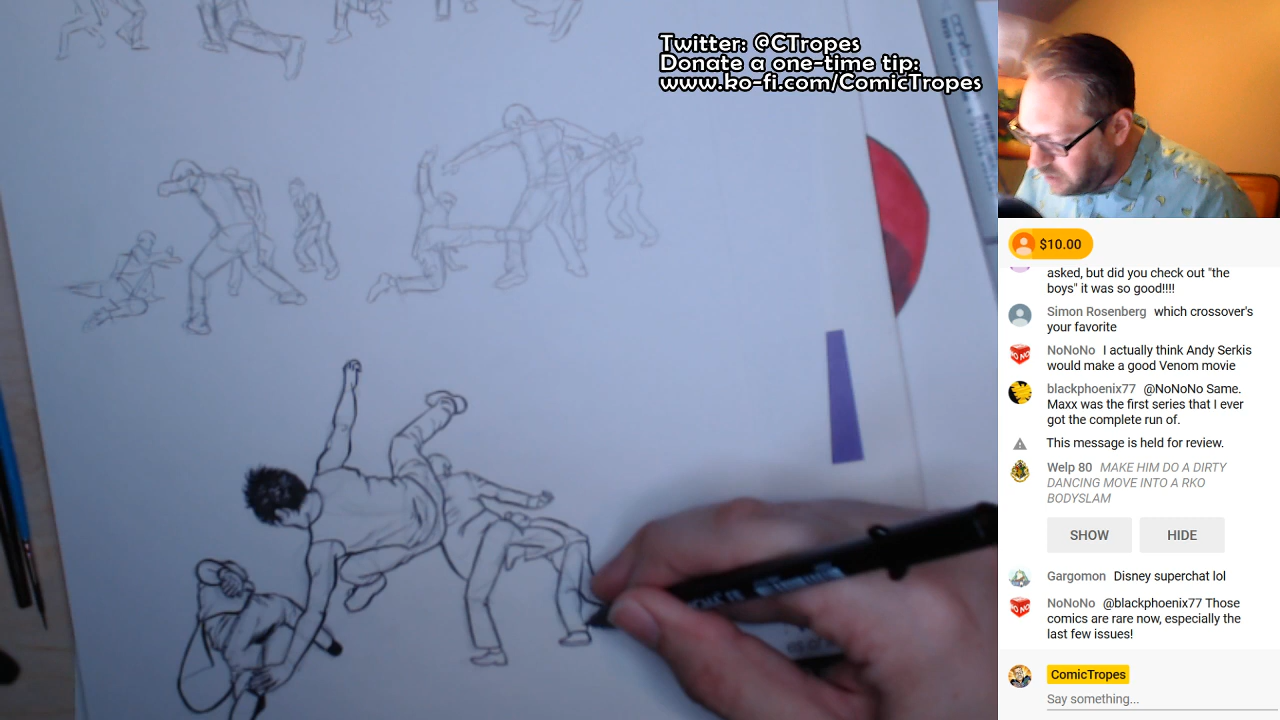 Twitter: @CTropes
Donate a one-time tip:
www.ko-fi.com/ComicTropes
$10.00
asked, but did you check out "the
boys" it was so good!!!!
Simon Rosenberg which crossover's
your favorite
NoNoNo I actually think Andy Serkis
would make a good Venom movie
blackphoenix77 @NoNoNo Same.
Maxx was the first series that I ever
got the complete run of.
This message is held for review.
Welp 80 MAKE HIM DO A DIRTY
DANCING MOVE INTO A RKO
BODYSLAM
SHOW HIDE
Gargomon Disney superchat lol
NoNoNo @blackphoenix77 Those
comics are rare now, especially the
last few issues!
ComicTropes
Say something...